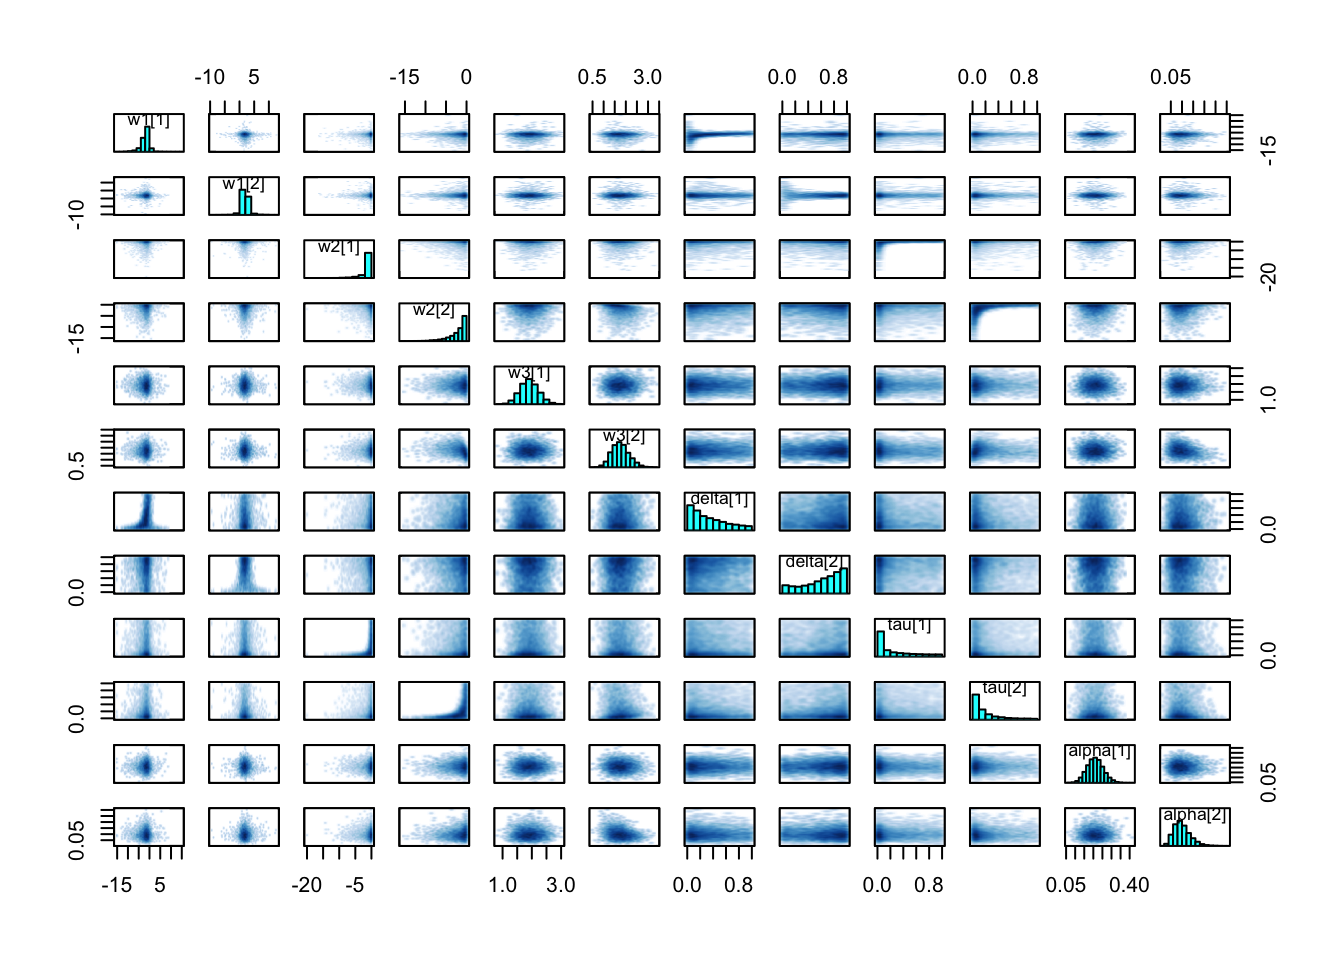 -10 5 -15 0 0.5 3.0 0.0 0.8 0.0 0.8 0.05
w1[1] -15
-10 w1[2]
w2[1] -20
-15 w2[2]
w3[1] 1.0
0.5 w3[2]
delta[1] 0.0
0.0 delta[2]
tau[1] 0.0
0.0 tau[2]
alpha[1] 0.05
0.05 alpha[2]
-15 5 -20 -5 1.0 3.0 0.0 0.8 0.0 0.8 0.05 0.40